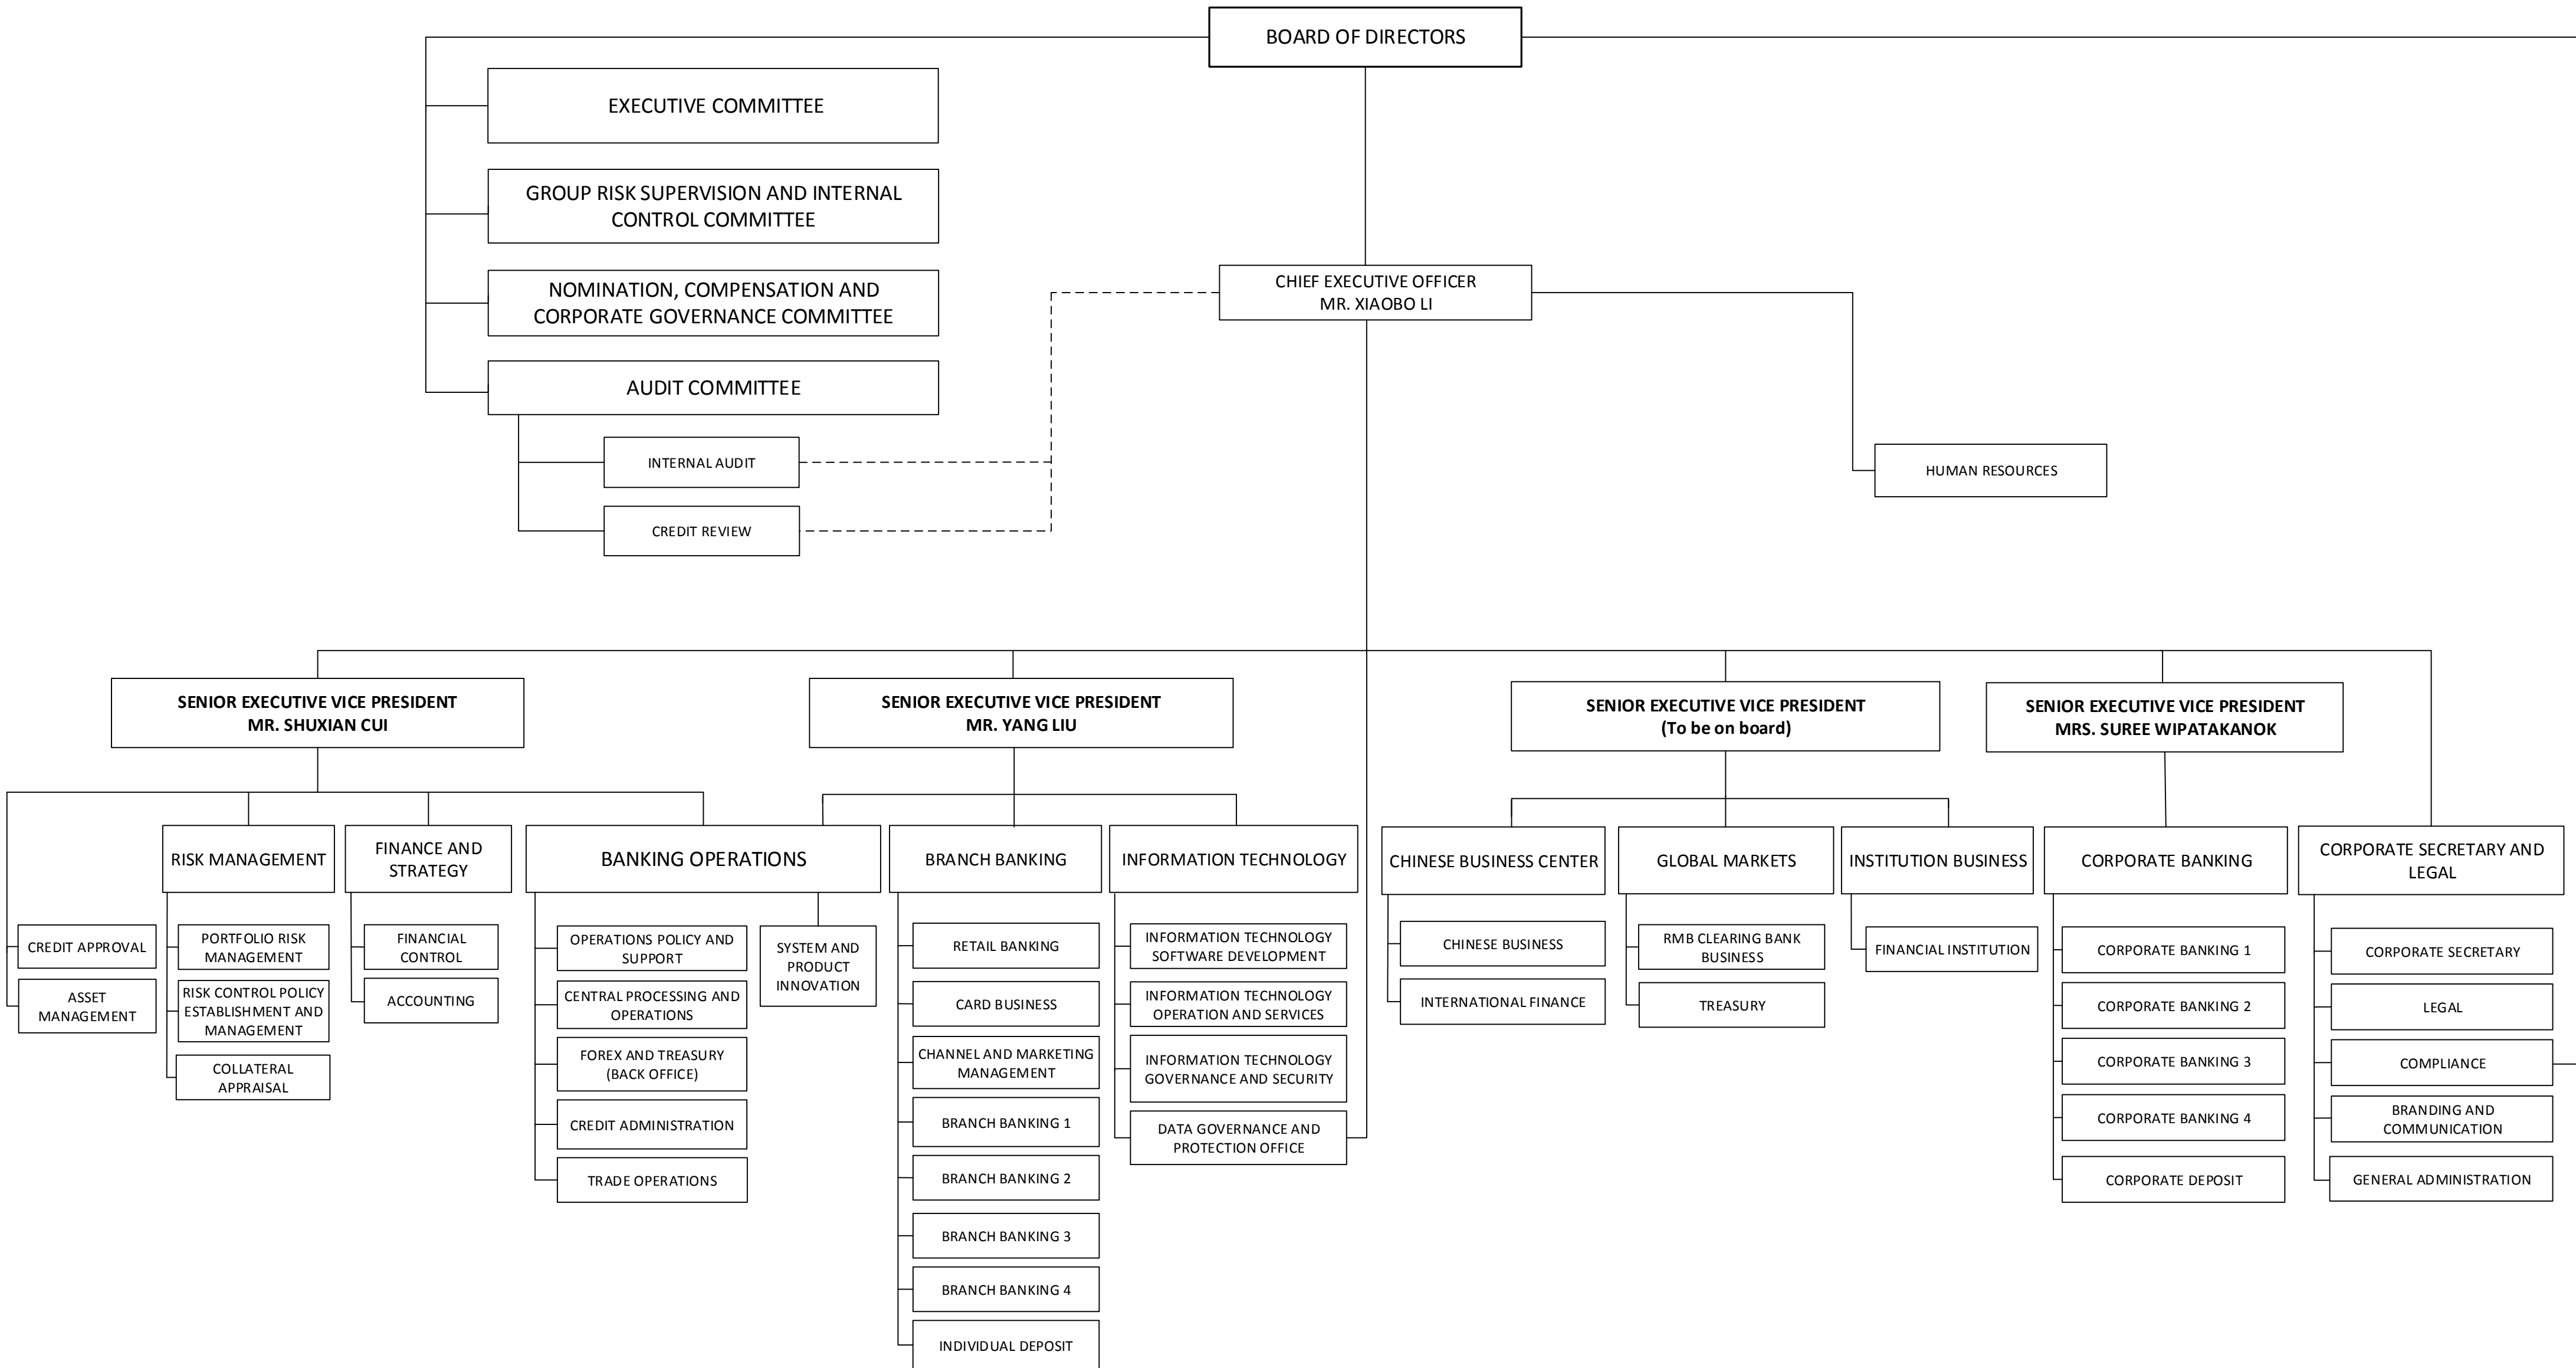 BOARD OF DIRECTORS
EXECUTIVE COMMITTEE
GROUP RISK SUPERVISION AND INTERNAL
CONTROL COMMITTEE
NOMINATION, COMPENSATION AND
CORPORATE GOVERNANCE COMMITTEE
AUDIT COMMITTEE
INTERNAL AUDIT
CREDIT REVIEW
CHIEF EXECUTIVE OFFICER
MR. XIAOBO LI
HUMAN RESOURCES
SENIOR EXECUTIVE VICE PRESIDENT
MR. SHUXIAN CUI
SENIOR EXECUTIVE VICE PRESIDENT
MR. YANG LIU
SENIOR EXECUTIVE VICE PRESIDENT
(To be on board)
SENIOR EXECUTIVE VICE PRESIDENT
MRS. SUREE WIPATAKANOK
CREDIT APPROVAL
ASSET
MANAGEMENT
RISK MANAGEMENT
PORTFOLIO RISK
MANAGEMENT
RISK CONTROL POLICY
ESTABLISHMENT AND
MANAGEMENT
COLLATERAL
APPRAISAL
FINANCE AND
STRATEGY
FINANCIAL
CONTROL
ACCOUNTING
BANKING OPERATIONS
OPERATIONS POLICY AND
SUPPORT
CENTRAL PROCESSING AND
OPERATIONS
FOREX AND TREASURY
(BACK OFFICE)
CREDIT ADMINISTRATION
TRADE OPERATIONS
SYSTEM AND
PRODUCT
INNOVATION
BRANCH BANKING
RETAIL BANKING
CARD BUSINESS
CHANNEL AND MARKETING
MANAGEMENT
BRANCH BANKING 1
BRANCH BANKING 2
BRANCH BANKING 3
BRANCH BANKING 4
INDIVIDUAL DEPOSIT
INFORMATION TECHNOLOGY
INFORMATION TECHNOLOGY
SOFTWARE DEVELOPMENT
INFORMATION TECHNOLOGY
OPERATION AND SERVICES
INFORMATION TECHNOLOGY
GOVERNANCE AND SECURITY
DATA GOVERNANCE AND
PROTECTION OFFICE
CHINESE BUSINESS CENTER
CHINESE BUSINESS
INTERNATIONAL FINANCE
GLOBAL MARKETS
RMB CLEARING BANK
BUSINESS
TREASURY
INSTITUTION BUSINESS
FINANCIAL INSTITUTION
CORPORATE BANKING
CORPORATE BANKING 1
CORPORATE BANKING 2
CORPORATE BANKING 3
CORPORATE BANKING 4
CORPORATE DEPOSIT
CORPORATE SECRETARY AND
LEGAL
CORPORATE SECRETARY
LEGAL
COMPLIANCE
BRANDING AND
COMMUNICATION
GENERAL ADMINISTRATION